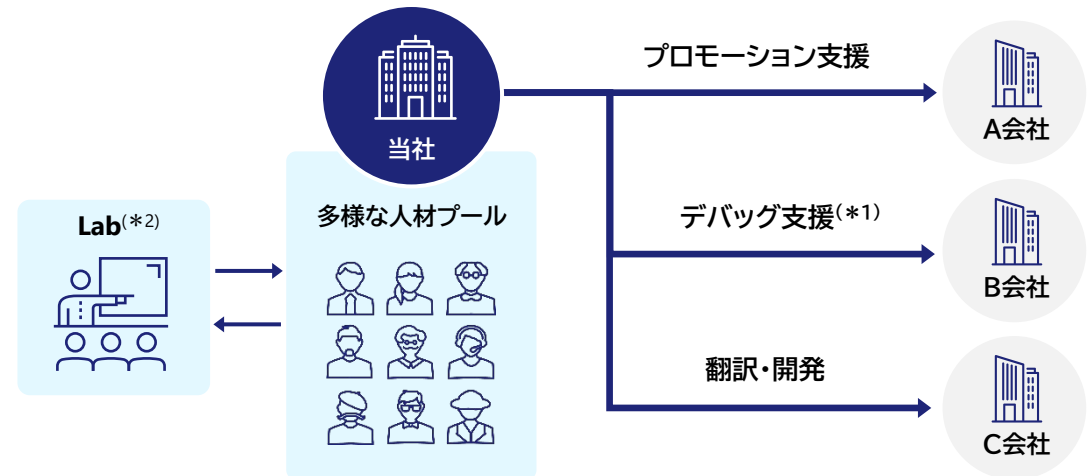 当社
多様な人材プール
Lab(＊2)
プロモーション支援
A会社
デバッグ支援(＊1)
B会社
翻訳・開発
C会社